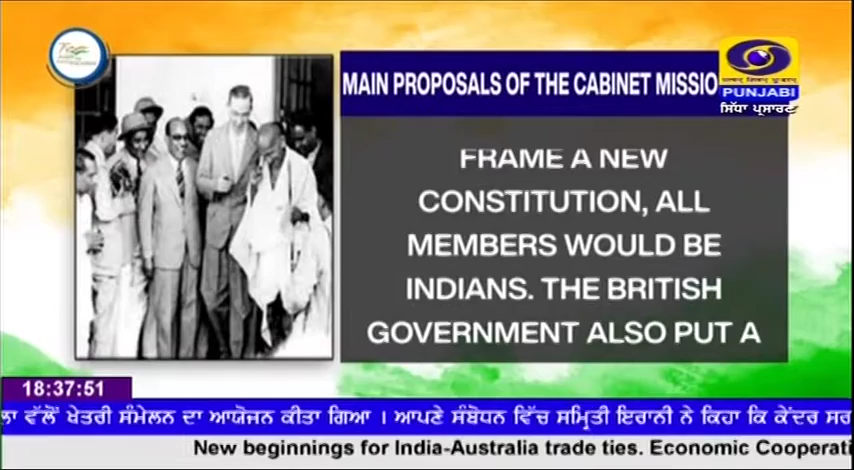 MAIN PROPOSALS OF THE CABINET MISSIO
PUNJABI
ਸਿੱਧਾ ਪ੍ਰਸਾਰਣ
FRAME A NEW
CONSTITUTION, ALL
MEMBERS WOULD BE
INDIANS. THE BRITISH
GOVERNMENT ALSO PUT A
18:37:51
ਲਾ ਵੱਲੋਂ ਖੇਤਰੀ ਸੰਮੇਲਨ ਦਾ ਆਯੋਜਨ ਕੀਤਾ ਗਿਆ । ਆਪਣੇ ਸੰਬੋਧਨ ਵਿੱਚ ਸਮ੍ਰਿਤੀ ਇਰਾਨੀ ਨੇ ਕਿਹਾ ਕਿ ਕੇਂਦਰ ਸਰ
New beginnings for India-Australia trade ties. Economic Cooperati